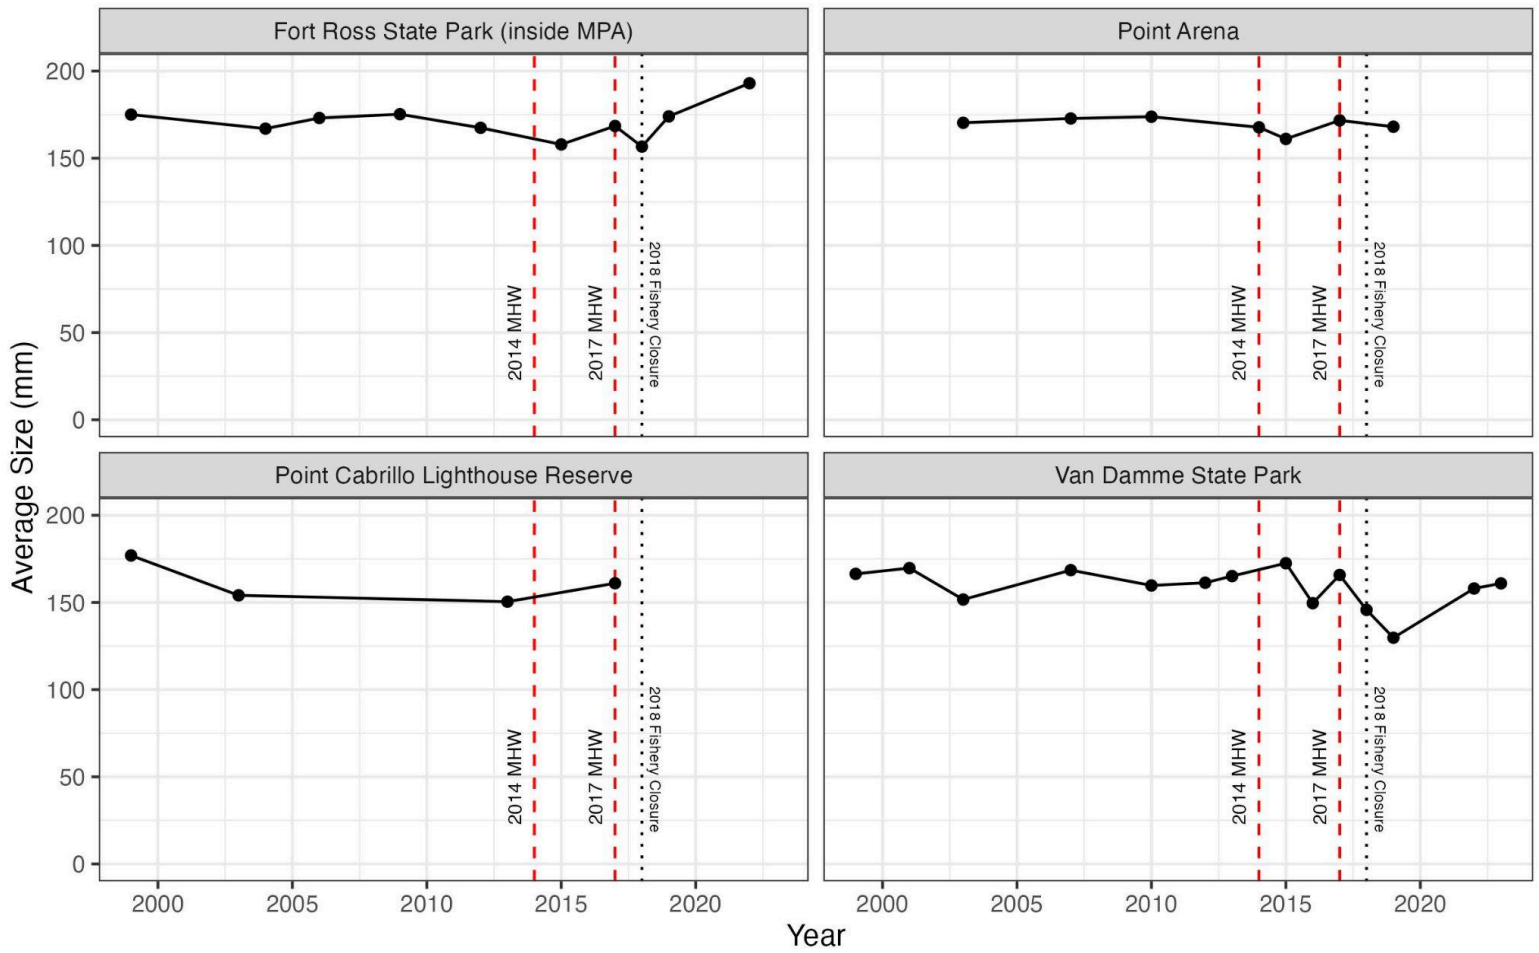 Fort Ross State Park (inside MPA)
Point Arena
200
150
100
50
0
2014 MHW
2017 MHW
2018 Fishery Closure
2014 MHW
2017 MHW
2018 Fishery Closure
Average Size (mm)
Point Cabrillo Lighthouse Reserve
Van Damme State Park
200
150
100
50
0
2014 MHW
2017 MHW
2018 Fishery Closure
2014 MHW
2017 MHW
2018 Fishery Closure
2000 2005 2010 2015 2020
2000 2005 2010 2015 2020
Year